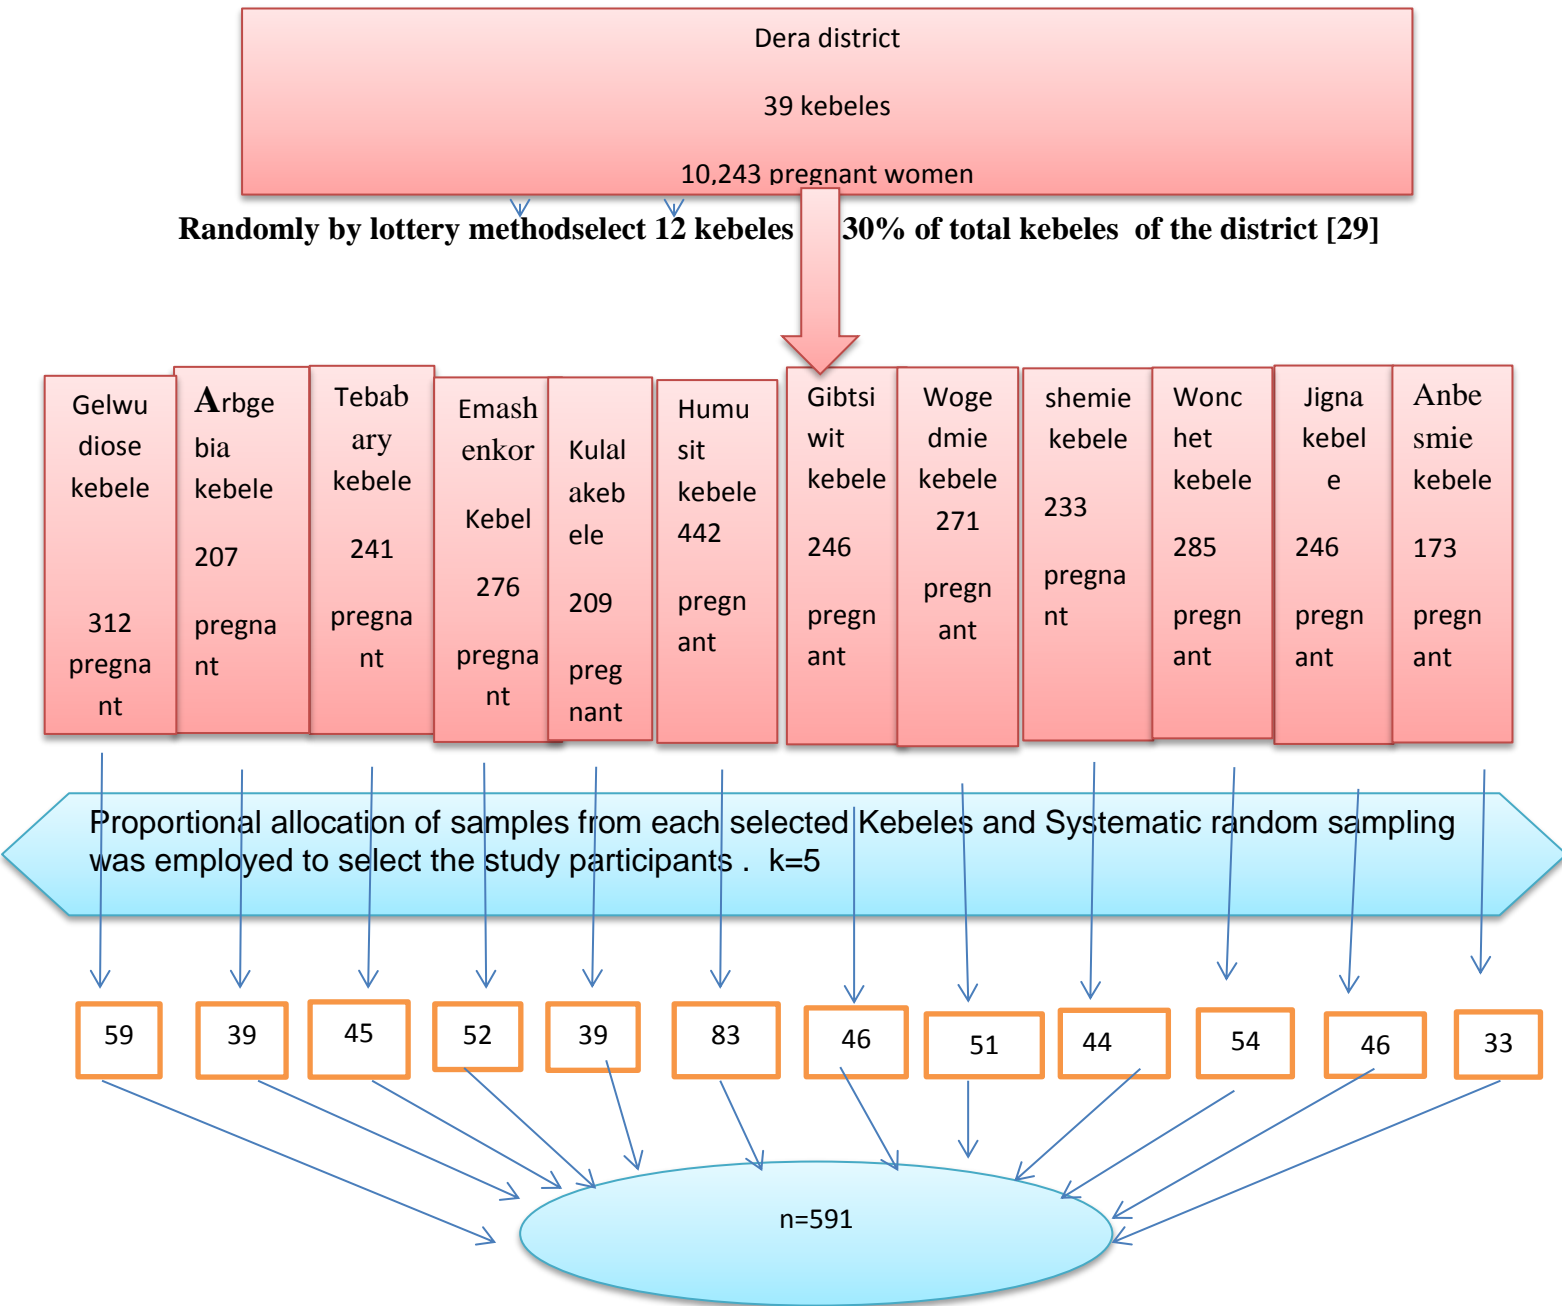 Dera district
39 kebeles
10,243 pregnant women
Randomly by lottery methodselect 12 kebeles 30% of total kebeles of the district [29]
Gelwu
diose
kebele
312
pregna
nt
Arbge
bia
kebele
207
pregna
nt
Tebab
ary
kebele
241
pregna
nt
Emash
enkor
Kebel
276
pregna
nt
Kulal
akeb
ele
209
preg
nant
Humu
sit
kebele
442
pregn
ant
Gibtsi
wit
kebele
246
pregn
ant
Woge
dmie
kebele
271
pregn
ant
shemie
kebele
233
pregna
nt
Wonc
het
kebele
285
pregn
ant
Jigna
kebel
e
246
pregn
ant
Anbe
smie
kebele
173
pregn
ant
Proportional allocation of samples from each selected Kebeles and Systematic random sampling
was employed to select the study participants . k=5
59
39
45
52
39
83
46
51
44
54
46
33
n=591